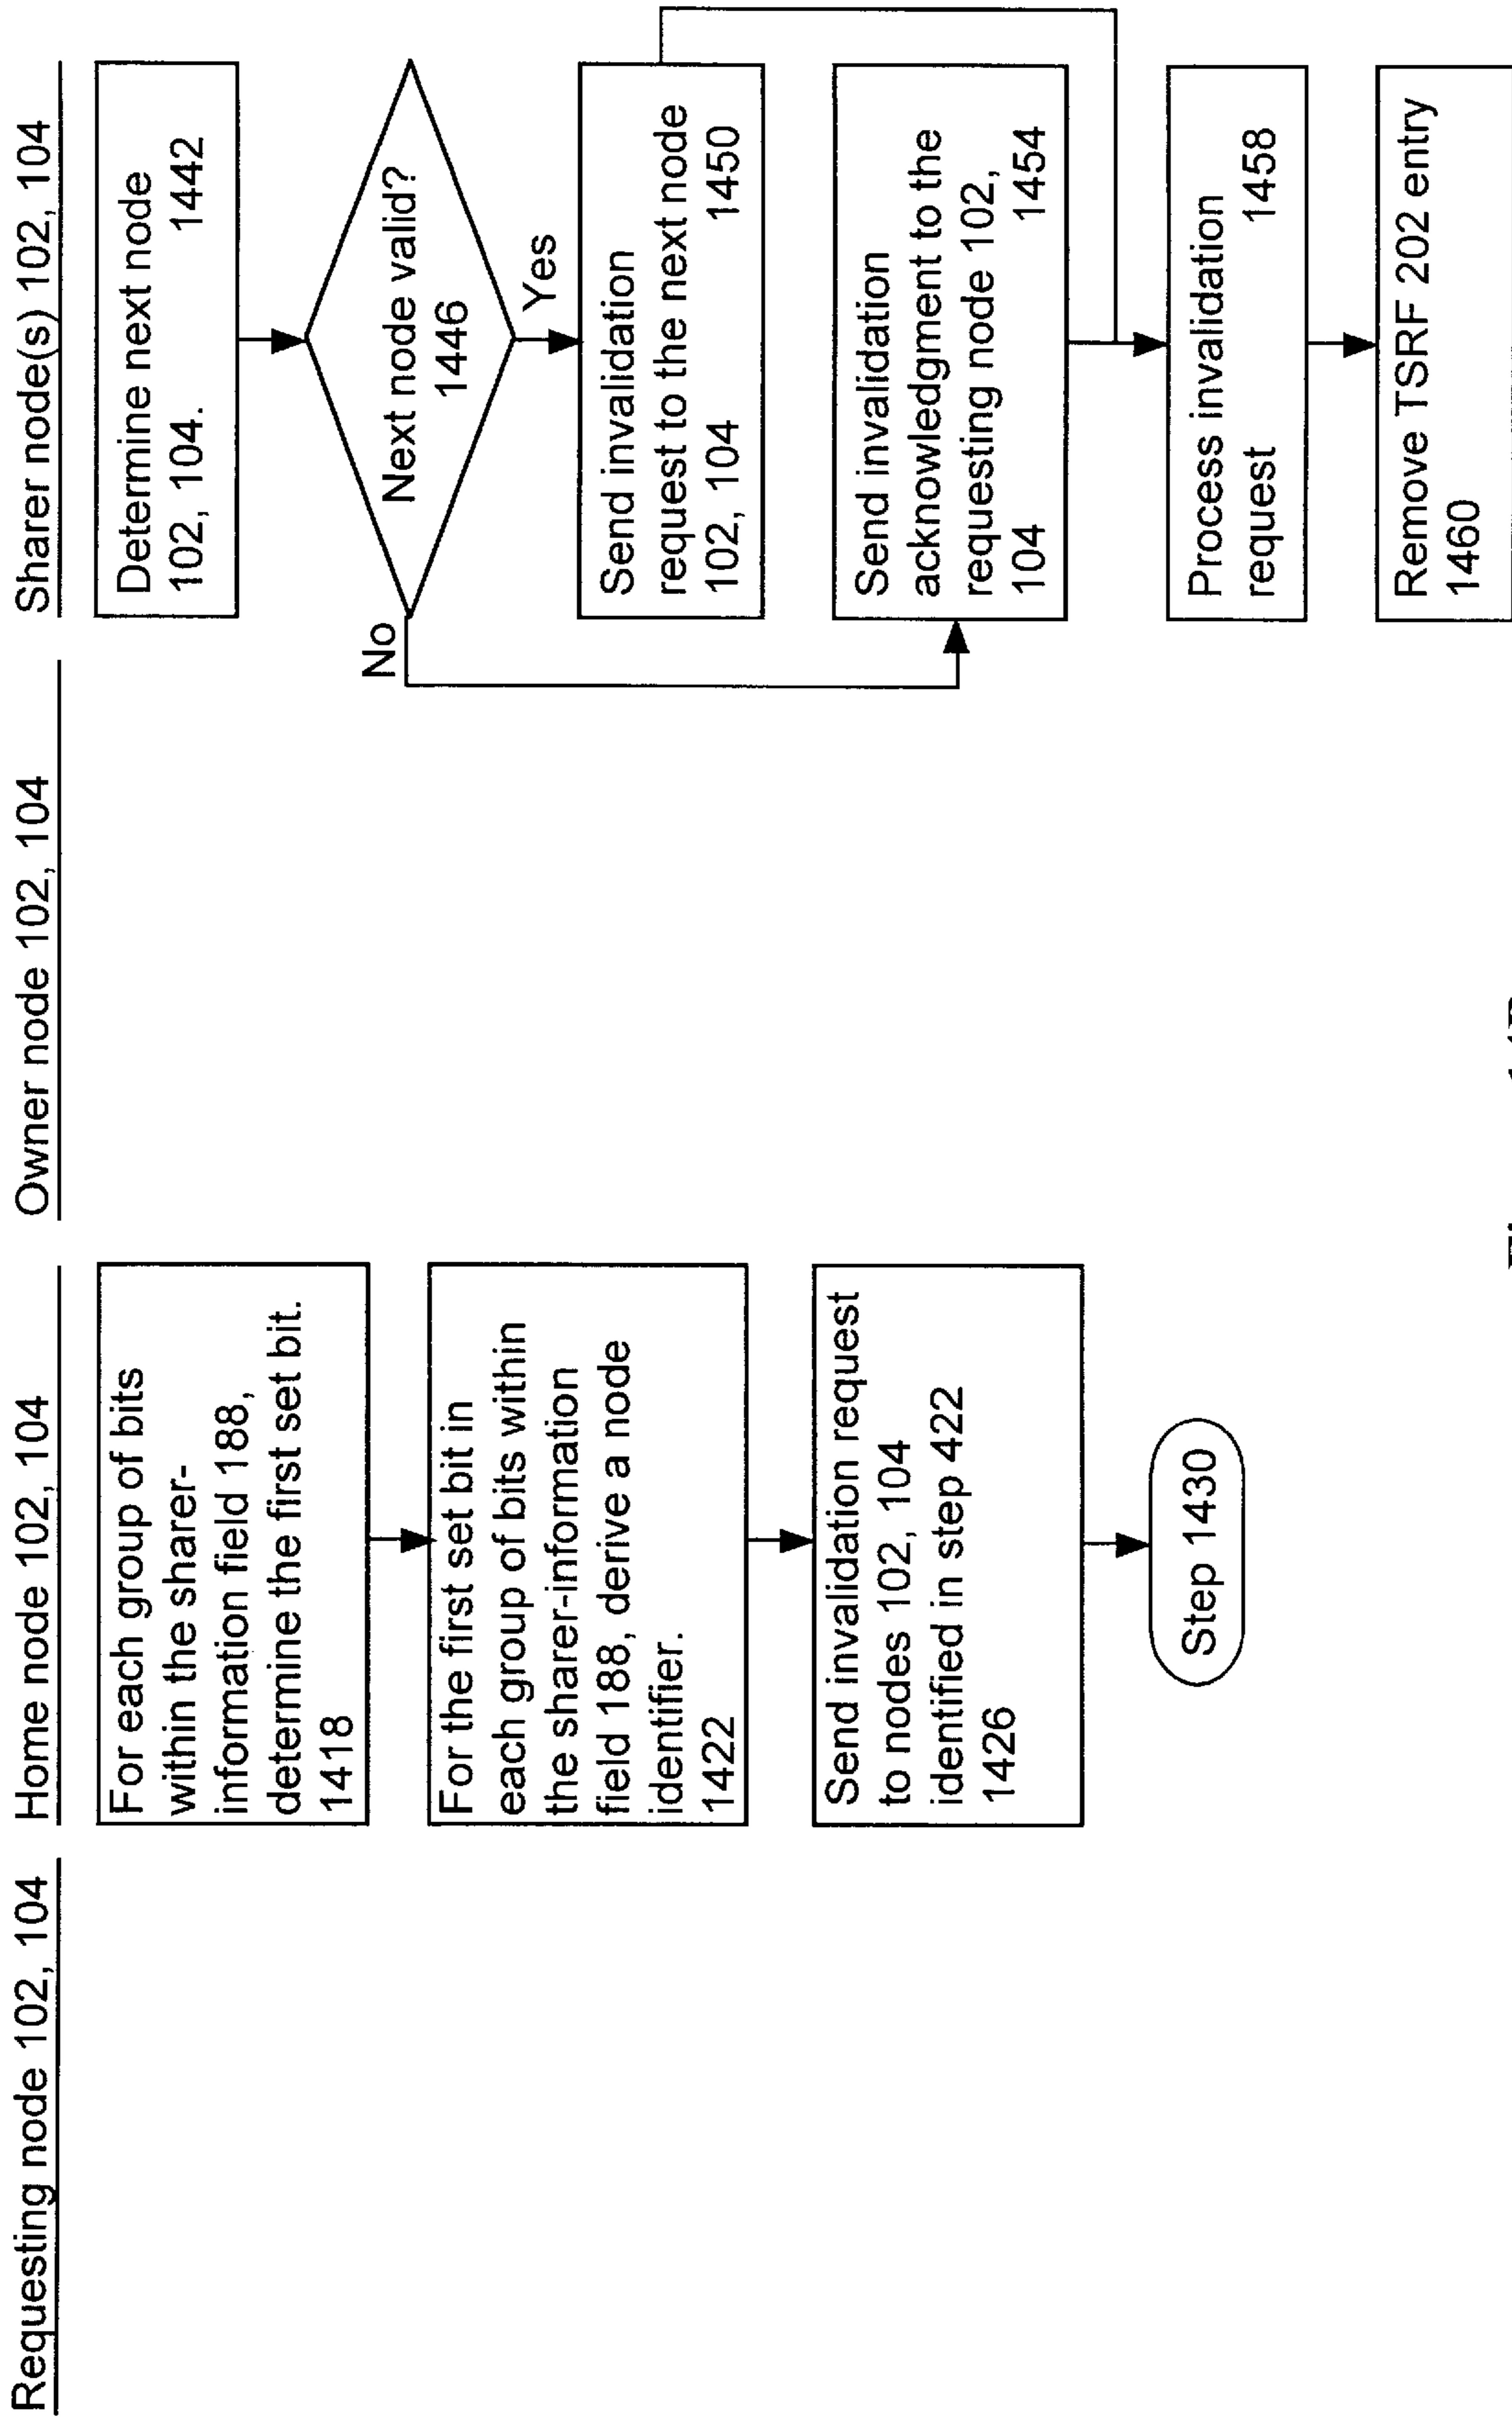 Requesting node 102, 104
Home node 102, 104
Owner node 102, 104
Sharer node(s) 102, 104
For each group of bits
within the sharer-
information field 188,
determine the first set bit.
1418
For the first set bit in
each group of bits within
the sharer-information
field 188, derive a node
identifier.
1422
Send invalidation request
to nodes 102, 104
identified in step 422
1426
Step 1430
Determine next node
102, 104. 1442
Next node valid?
1446
No
Yes
Send invalidation
request to the next node
102, 104 1450
Send invalidation
acknowledgment to the
requesting node 102,
104 1454
Process invalidation
request 1458
Remove TSRF 202 entry
1460